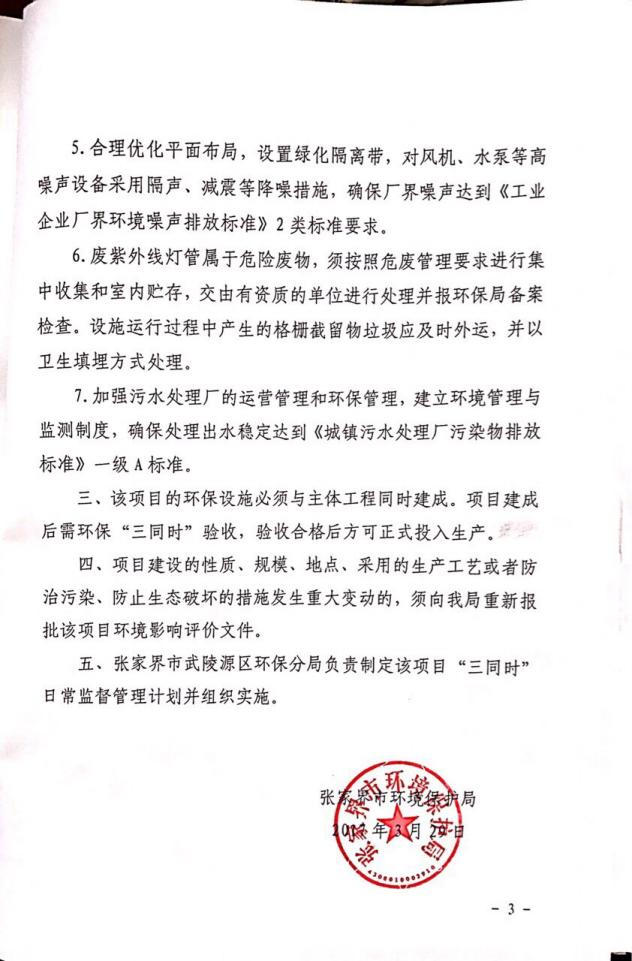 5.合理优化平面布局，设置绿化隔离带，对风机、水泵等高
噪声设备采用隔声、减震等降噪措施，确保厂界噪声达到《工业
企业厂界环境噪声排放标准》2类标准要求。
6.废紫外线灯管属于危险废物，须按照危废管理要求进行集
中收集和室内贮存，交由有资质的单位进行处理并报环保局备案
检查。设施运行过程中产生的格栅截留物垃圾应及时外运，并以
卫生填埋方式处理。
7.加强污水处理厂的运营管理和环保管理，建立环境管理与
监测制度，确保处理出水稳定达到《城镇污水处理厂污染物排放
标准》一级A标准。
三、该项目的环保设施必须与主体工程同时建成。项目建成
后需环保“三同时”验收，验收合格后方可正式投入生产。
四、项目建设的性质、规模、地点、采用的生产工艺或者防
治污染、防止生态破坏的措施发生重大变动的，须向我局重新报
批该项目环境影响评价文件。
五、张家界市武陵源区环保分局负责制定该项目“三同时”
日常监督管理计划并组织实施。
张家界市环境保护局
年3月29日
张家界市环境保护局
- 3 -